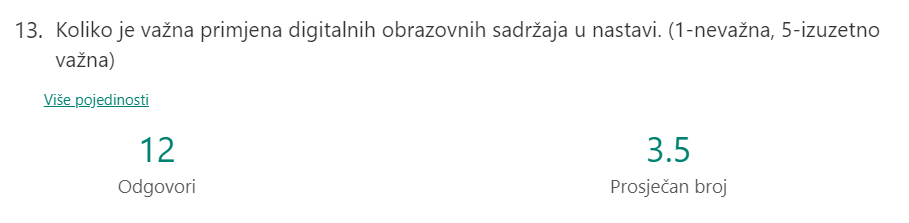 13. Koliko je važna primjena digitalnih obrazovnih sadržaja u nastavi. (1-nevažna, 5-izuzetno
važna)
Više pojedinosti
12 3.5
Odgovori Prosječan broj